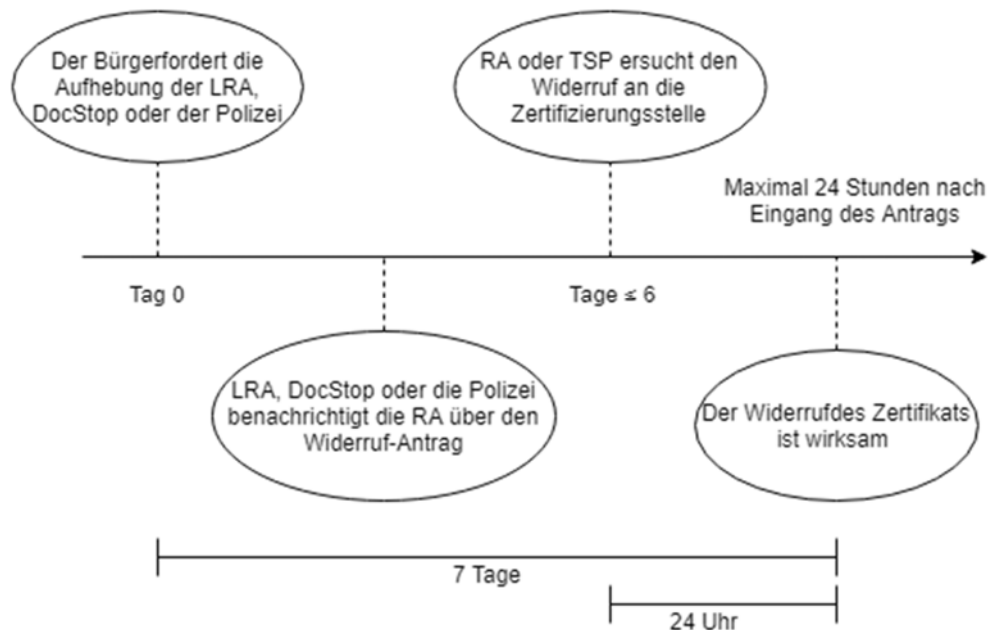 Der Bürgerfordert die
Aufhebung der LRA,
DocStop oder der Polizei
RA oder TSP ersucht den
Widerruf an die
Zertifizierungsstelle
Maximal 24 Stunden nach
Eingang des Antrags
Tag 0
Tage ≤ 6
LRA, DocStop oder die Polizei
benachrichtigt die RA über den
Widerruf-Antrag
Der Widerrufdes Zertifikats
ist wirksam
7 Tage
24 Uhr